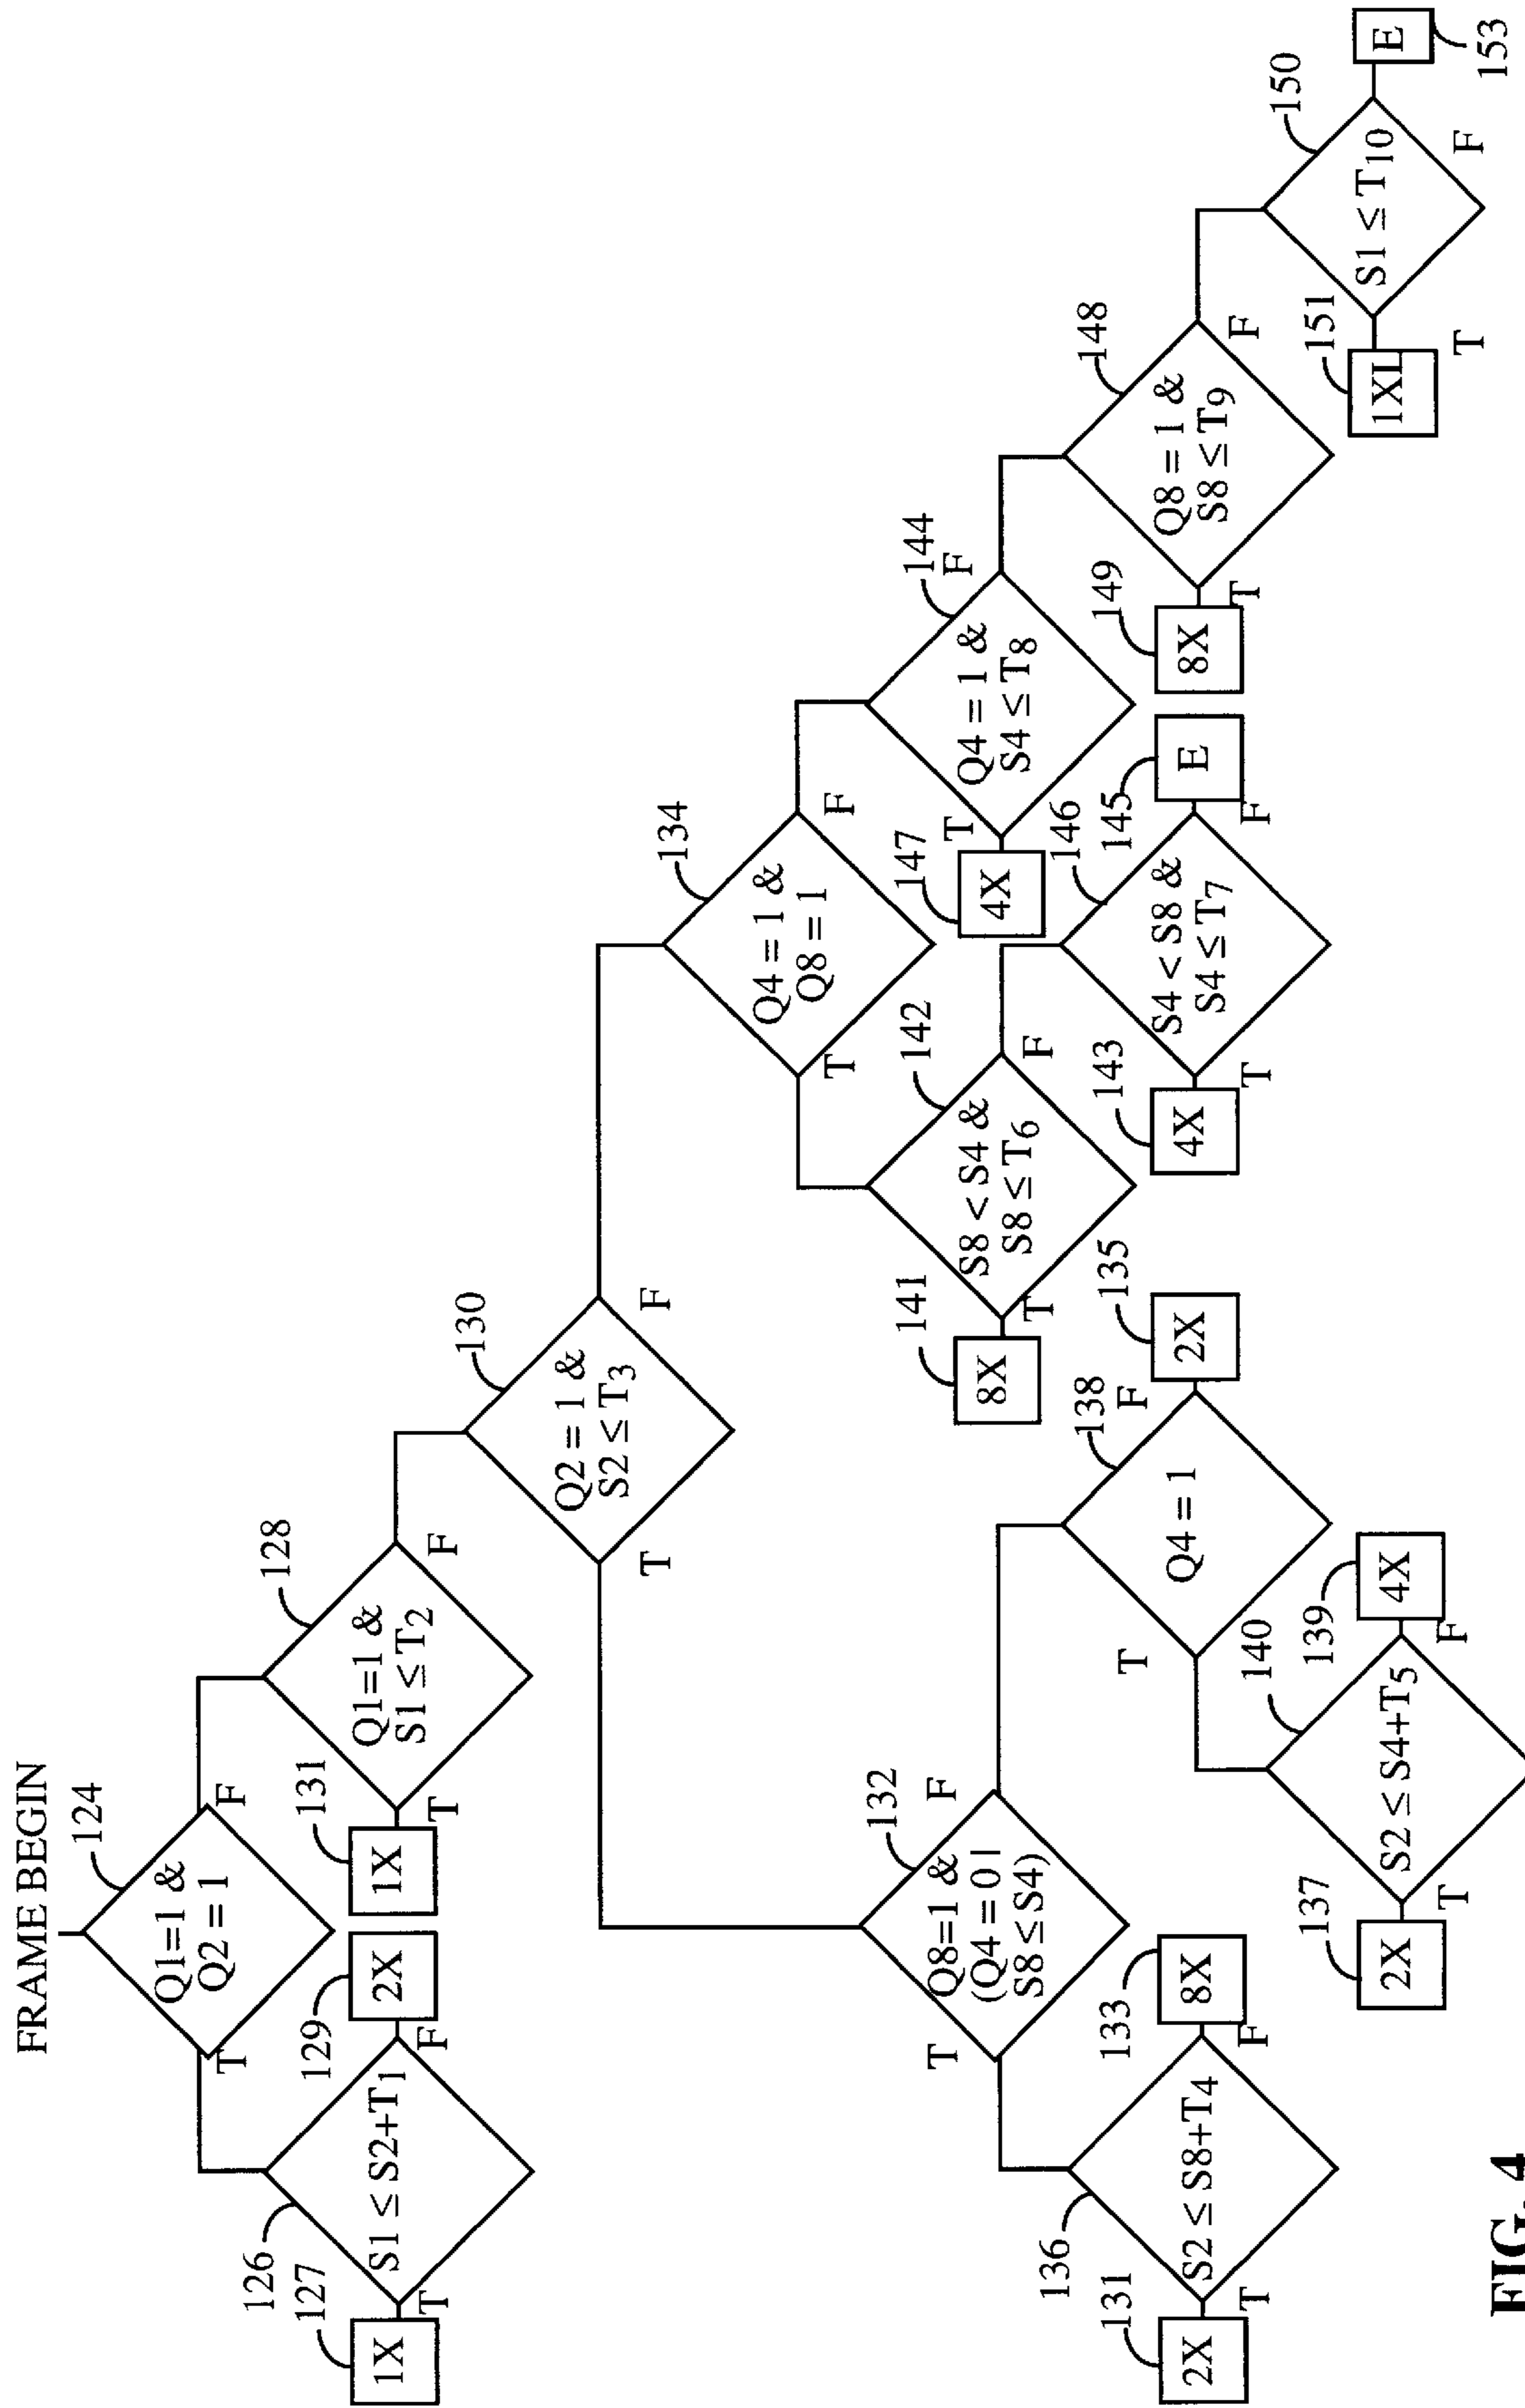 FRAME BEGIN
124
Q1=1 &
Q2 = 1
T
F
126
S1 ≤ S2+T1
127
1X
T
129
2X
F
128
Q1=1 &
S1 ≤ T2
131
1X
T
F
130
Q2 = 1 &
S2 ≤ T3
T
F
132
Q8=1 &
(Q4 = 0 |
S8 ≤ S4)
T
F
134
Q4 = 1 &
Q8 = 1
T
F
136
S2 ≤ S8+T4
131
2X
T
133
8X
F
138
Q4 = 1
T
F
135
2X
140
S2 ≤ S4+T5
137
2X
T
139
4X
F
142
S8 < S4 &
S8 ≤ T6
141
8X
T
F
146
S4 < S8 &
S4 ≤ T7
143
4X
T
145
E
F
144
Q4 = 1 &
S4 ≤ T8
147
4X
T
F
148
Q8 = 1 &
S8 ≤ T9
149
8X
T
F
150
S1 ≤ T10
151
1XL
T
F
153
E
FIG. 4